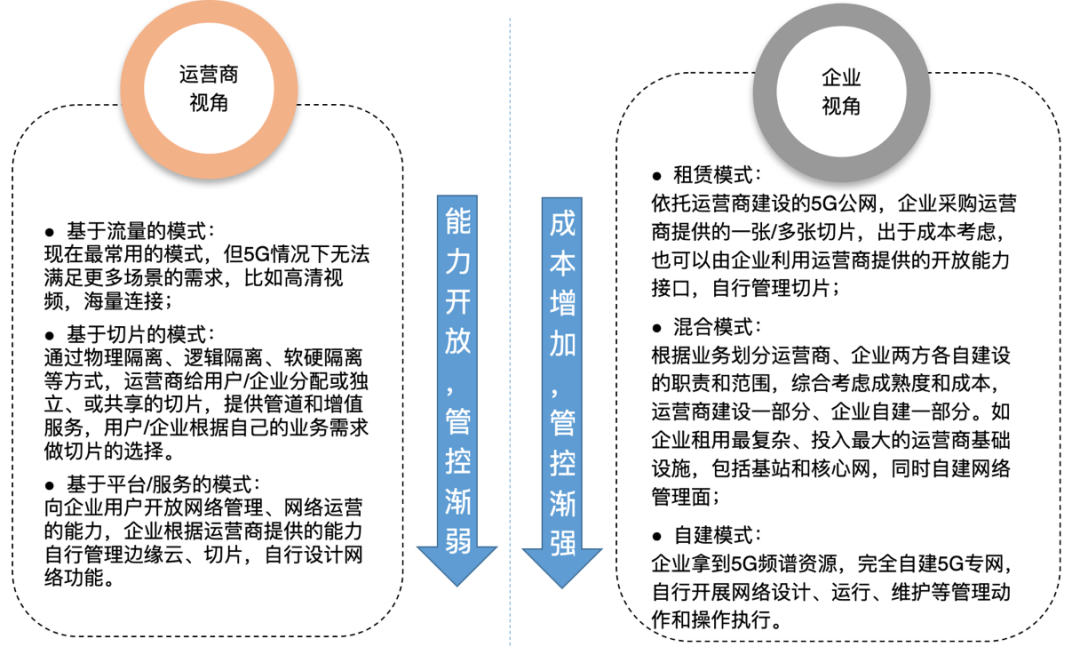 运营商
视角
● 基于流量的模式：
现在最常用的模式，但5G情况下无法
满足更多场景的需求，比如高清视
频，海量连接；
● 基于切片的模式：
通过物理隔离、逻辑隔离、软硬隔离
等方式，运营商给用户/企业分配或独
立、或共享的切片，提供管道和增值
服务，用户/企业根据自己的业务需求
做切片的选择。
● 基于平台/服务的模式：
向企业用户开放网络管理、网络运营
的能力，企业根据运营商提供的能力
自行管理边缘云、切片，自行设计网
络功能。
能力开放，管控渐弱
成本增加，管控渐强
企业
视角
● 租赁模式：
依托运营商建设的5G公网，企业采购运营
商提供的一张/多张切片，出于成本考虑，
也可以由企业利用运营商提供的开放能力
接口，自行管理切片；
● 混合模式：
根据业务划分运营商、企业两方各自建设
的职责和范围，综合考虑成熟度和成本，
运营商建设一部分、企业自建一部分。如
企业租用最复杂、投入最大的运营商基础
设施，包括基站和核心网，同时自建网络
管理面；
● 自建模式：
企业拿到5G频谱资源，完全自建5G专网，
自行开展网络设计、运行、维护等管理动
作和操作执行。